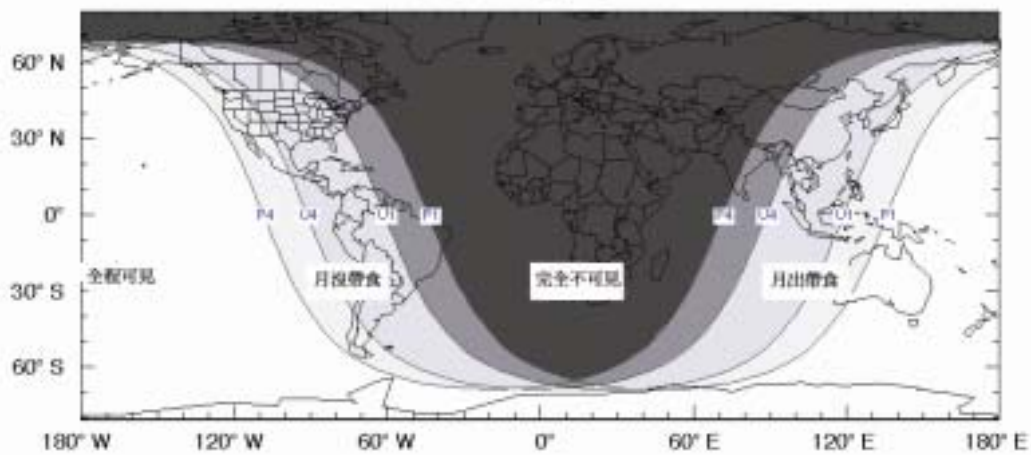 60° N
30° N
0°
P4 U4 U1 P1 P4 U4 U1 P1
全程可見 月沒帶食 完全不可見 月出帶食
30° S
60° S
180° W 120° W 60° W 0° 60° E 120° E 180° E